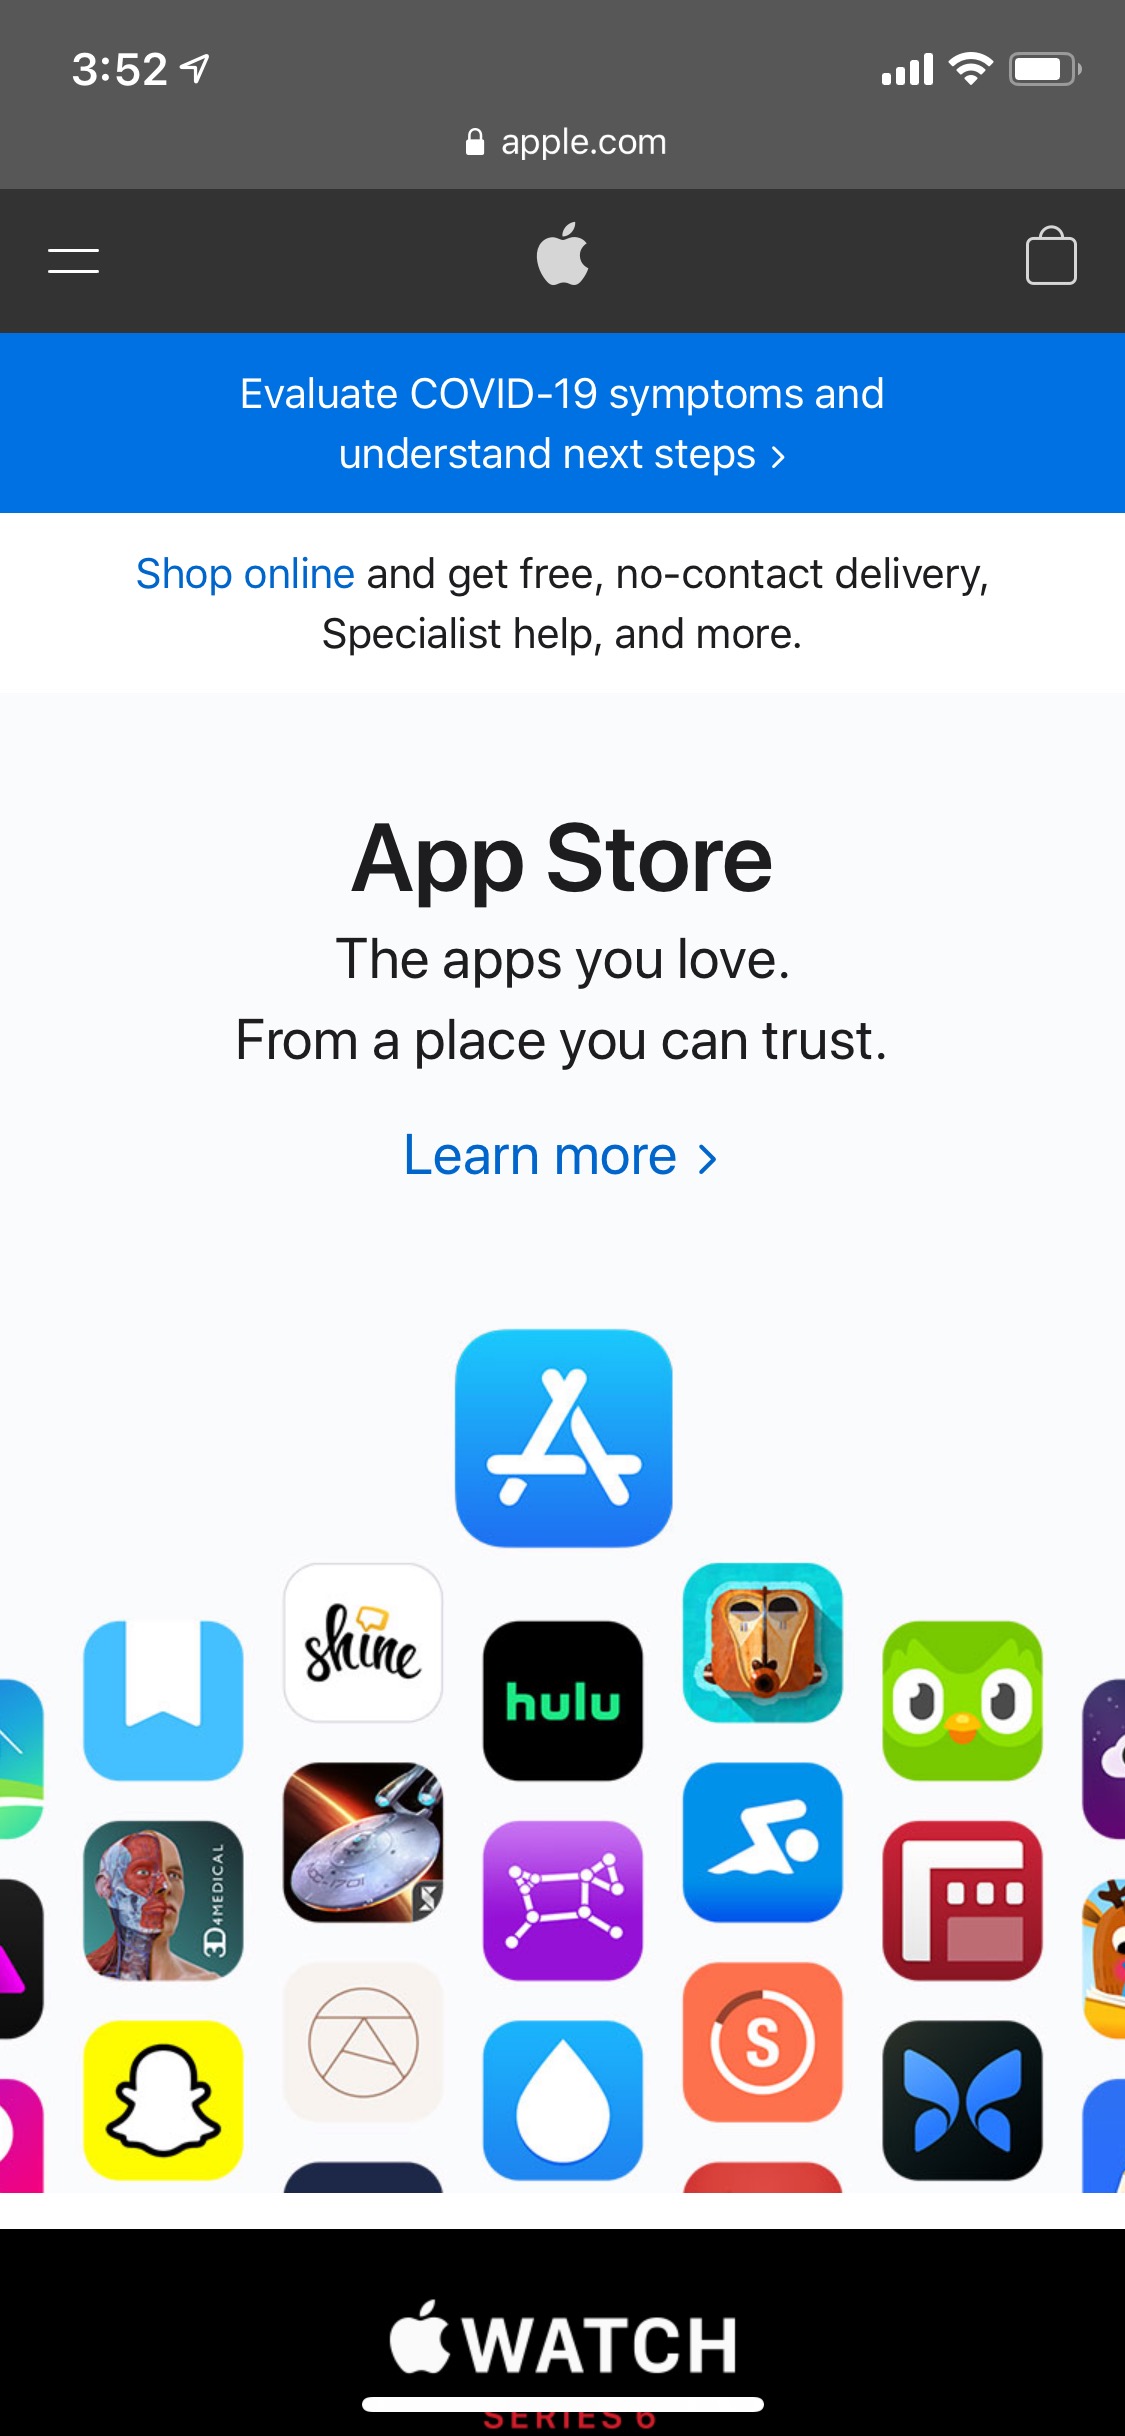 3:52
apple.com
Evaluate COVID-19 symptoms and
understand next steps >
Shop online and get free, no-contact delivery,
Specialist help, and more.
App Store
The apps you love.
From a place you can trust.
Learn more >
shine
hulu
NCC-1701
3D4MEDICAL
S
WATCH
SERIES 6